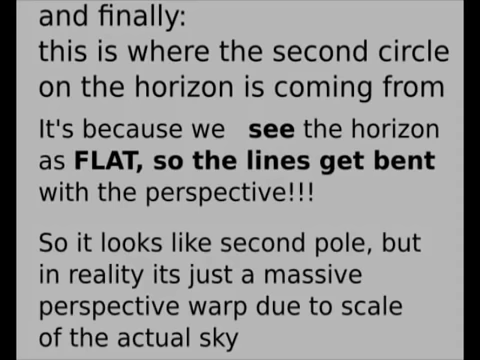 and finally:
this is where the second circle
on the horizon is coming from
It's because we see the horizon
as FLAT, so the lines get bent
with the perspective!!!
So it looks like second pole, but
in reality its just a massive
perspective warp due to scale
of the actual sky